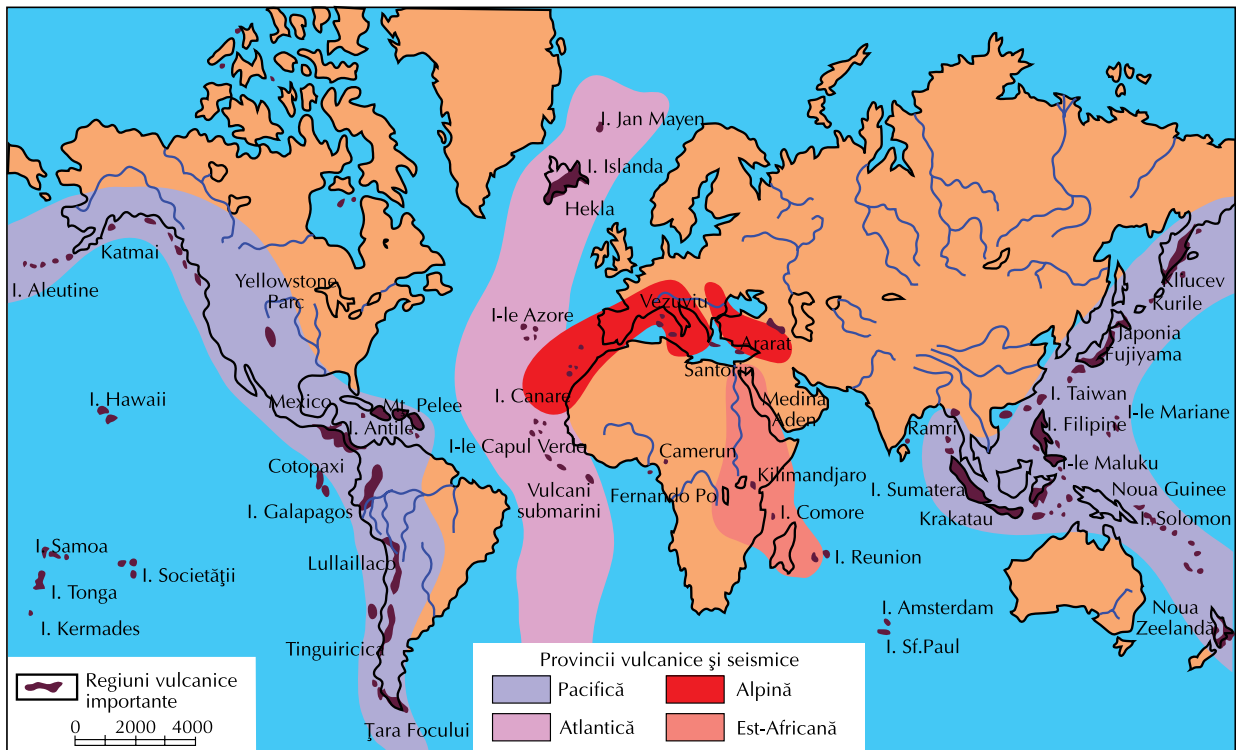 I. Jan Mayen
I. Islanda
Hekla
Katmai
I. Aleutine
Yellowstone
Parc
I-le Azore
Vezuviu
Ararat
Santorin
Kliucev
Kurile
Japonia
Fujiyama
I. Hawaii
Mexico
Mt. Pelee
I. Antile
I. Canare
I-le Capul Verde
Medina
Aden
Ramri
I. Taiwan
I-le Mariane
I. Filipine
I-le Maluku
Cotopaxi
I. Galapagos
Vulcani
submarini
Camerun
Fernando Po
Kilimandjaro
I. Comore
I. Sumatera
Krakatau
Noua Guinee
I. Solomon
I. Samoa
I. Societăţii
I. Tonga
I. Kermades
Lullaillaco
I. Reunion
I. Amsterdam
I. Sf.Paul
Noua
Zeelandă
Tinguiricica
Ţara Focului
Regiuni vulcanice
importante
0 2000 4000
Provincii vulcanice şi seismice
Pacifică
Alpină
Atlantică
Est-Africană